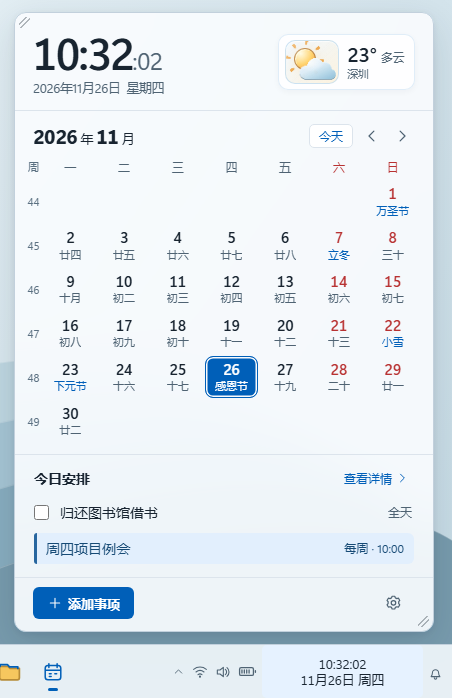 10:32:02
2026年11月26日 星期四
23° 多云
深圳
2026 年 11 月
今天
周 一 二 三 四 五 六 日
44 1
万圣节
45 2 3 4 5 6 7 8
廿四 廿五 廿六 廿七 廿八 立冬 三十
46 9 10 11 12 13 14 15
十月 初二 初三 初四 初五 初六 初七
47 16 17 18 19 20 21 22
初八 初九 初十 十一 十二 十三 小雪
48 23 24 25 26 27 28 29
下元节 十六 十七 感恩节 十九 二十 廿一
49 30
廿二
今日安排
查看详情
归还图书馆借书 全天
周四项目例会 每周 · 10:00
添加事项
10:32:02
11月26日 周四